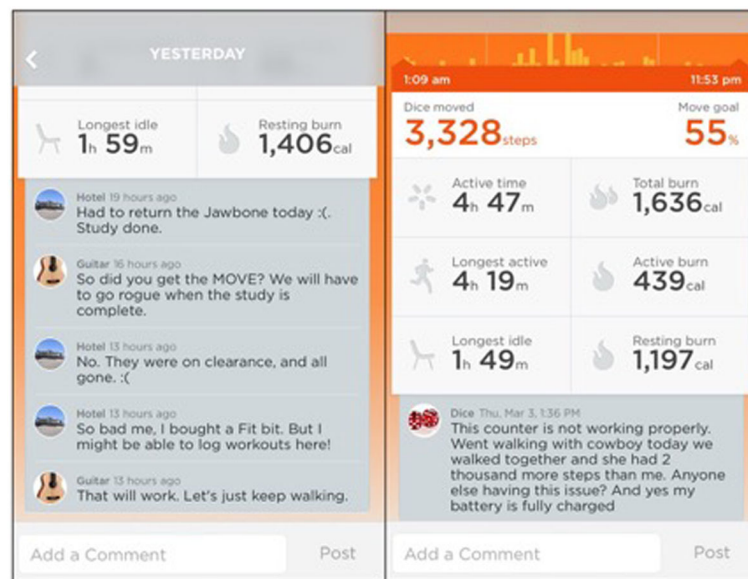 YESTERDAY
Longest idle
1h 59m
Resting burn
1,406cal
Hotel 19 hours ago
Had to return the Jawbone today :(.
Study done.
Guitar 16 hours ago
So did you get the MOVE? We will have
to go rogue when the study is
complete.
Hotel 13 hours ago
No. They were on clearance, and all
gone. :(
Hotel 13 hours ago
So bad me, I bought a Fit bit. But I
might be able to log workouts here!
Guitar 13 hours ago
That will work. Let's just keep walking.
Add a Comment
Post
1:09 am
11:53 pm
Dice moved
3,328steps
Move goal
55%
Active time
4h 47m
Total burn
1,636cal
Longest active
4h 19m
Active burn
439cal
Longest idle
1h 49m
Resting burn
1,197cal
Dice Thu, Mar 3, 1:36 PM
This counter is not working properly.
Went walking with cowboy today we
walked together and she had 2
thousand more steps than me. Anyone
else having this issue? And yes my
battery is fully charged
Add a Comment
Post